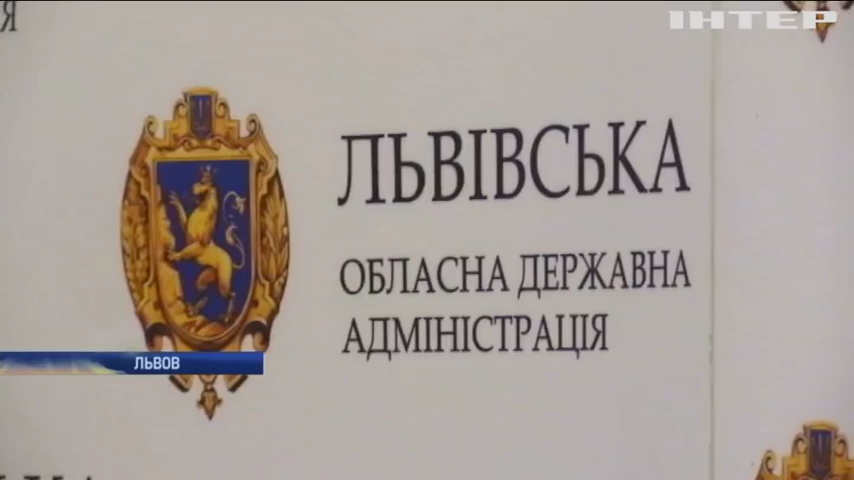 Я
ІНТЕР
ЛЬВІВСЬКА
ОБЛАСНА ДЕРЖАВНА
АДМІНІСТРАЦІЯ
ЛЬВОВ